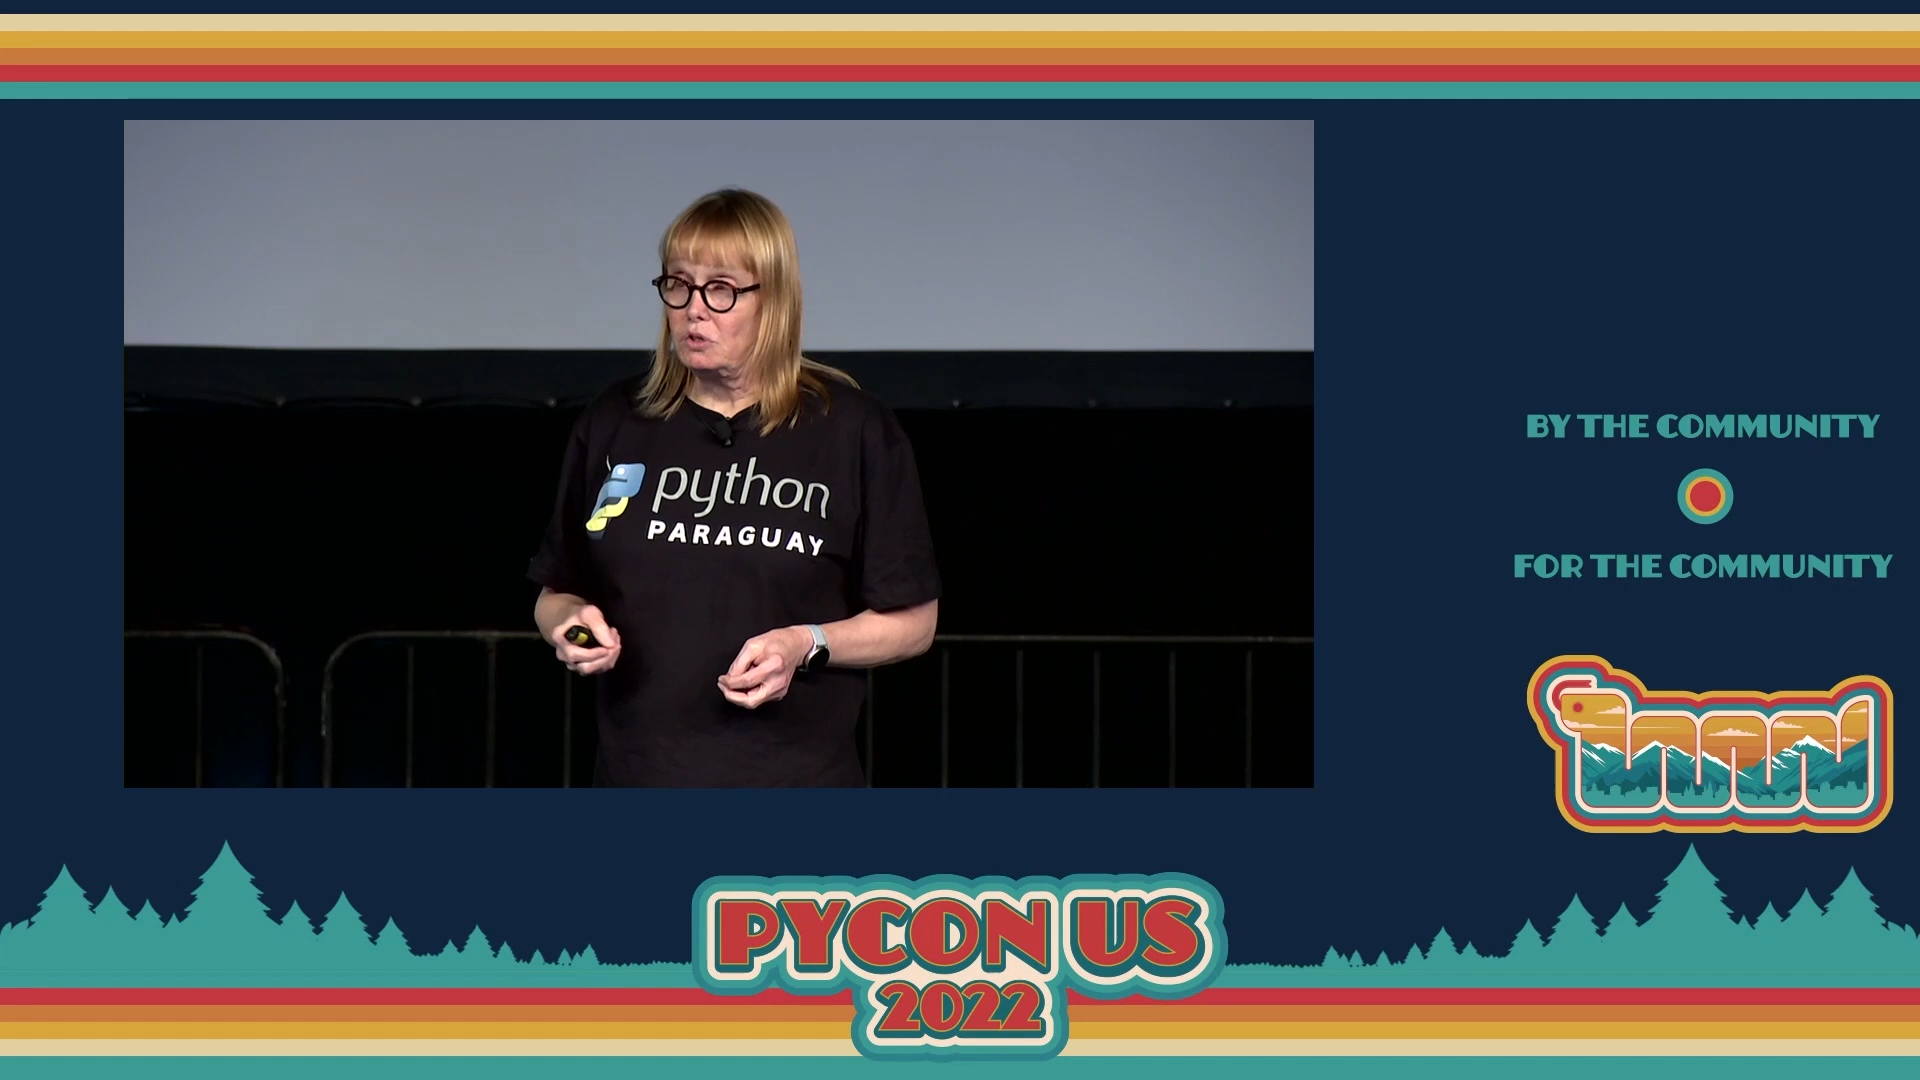 python
PARAGUAY
BY THE COMMUNITY
FOR THE COMMUNITY
PYCON US
2022